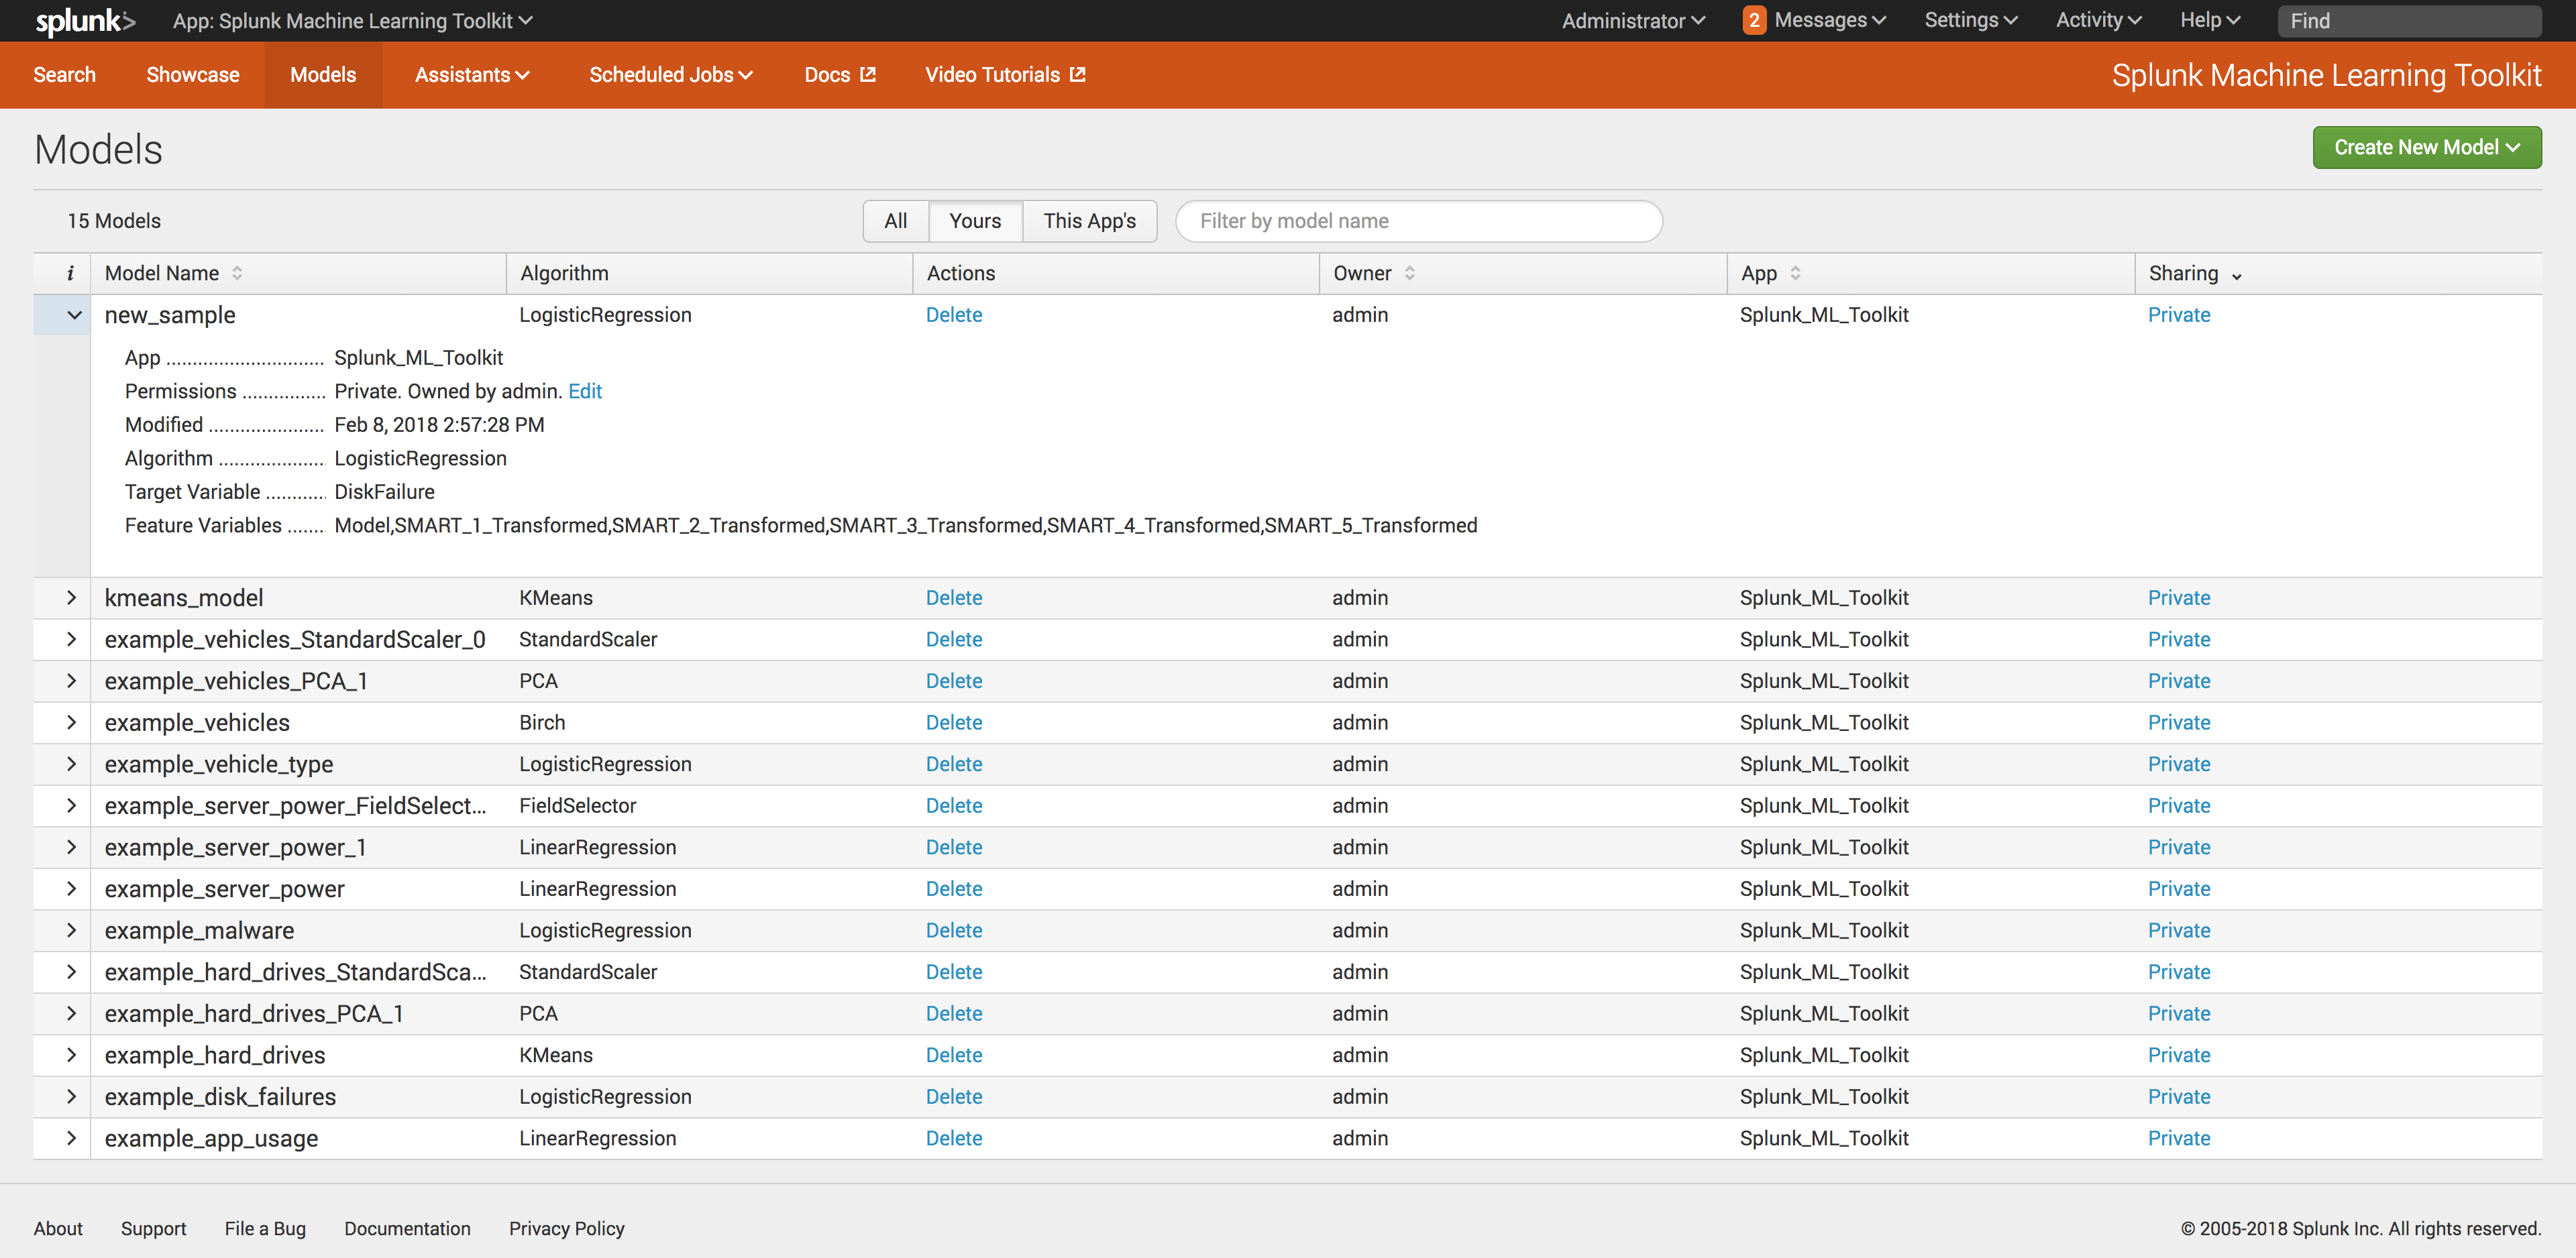 splunk> App: Splunk Machine Learning Toolkit Administrator 2 Messages Settings Activity Help Find
Search Showcase Models Assistants Scheduled Jobs Docs Video Tutorials Splunk Machine Learning Toolkit
Models Create New Model
15 Models All Yours This App's Filter by model name
i Model Name Algorithm Actions Owner App Sharing
new_sample LogisticRegression Delete admin Splunk_ML_Toolkit Private
App ............................ Splunk_ML_Toolkit
Permissions ............... Private. Owned by admin. Edit
Modified ..................... Feb 8, 2018 2:57:28 PM
Algorithm ................... LogisticRegression
Target Variable ........... DiskFailure
Feature Variables ....... Model,SMART_1_Transformed,SMART_2_Transformed,SMART_3_Transformed,SMART_4_Transformed,SMART_5_Transformed
kmeans_model KMeans Delete admin Splunk_ML_Toolkit Private
example_vehicles_StandardScaler_0 StandardScaler Delete admin Splunk_ML_Toolkit Private
example_vehicles_PCA_1 PCA Delete admin Splunk_ML_Toolkit Private
example_vehicles Birch Delete admin Splunk_ML_Toolkit Private
example_vehicle_type LogisticRegression Delete admin Splunk_ML_Toolkit Private
example_server_power_FieldSelect... FieldSelector Delete admin Splunk_ML_Toolkit Private
example_server_power_1 LinearRegression Delete admin Splunk_ML_Toolkit Private
example_server_power LinearRegression Delete admin Splunk_ML_Toolkit Private
example_malware LogisticRegression Delete admin Splunk_ML_Toolkit Private
example_hard_drives_StandardSca... StandardScaler Delete admin Splunk_ML_Toolkit Private
example_hard_drives_PCA_1 PCA Delete admin Splunk_ML_Toolkit Private
example_hard_drives KMeans Delete admin Splunk_ML_Toolkit Private
example_disk_failures LogisticRegression Delete admin Splunk_ML_Toolkit Private
example_app_usage LinearRegression Delete admin Splunk_ML_Toolkit Private
About Support File a Bug Documentation Privacy Policy © 2005-2018 Splunk Inc. All rights reserved.